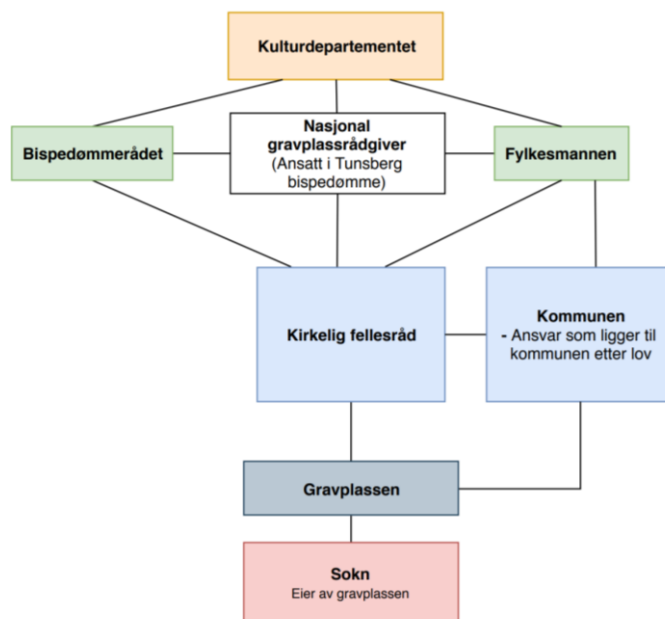 Kulturdepartementet
Bispedømmerådet
Nasjonal
gravplassrådgiver
(Ansatt i Tunsberg
bispedømme)
Fylkesmannen
Kirkelig fellesråd
Kommunen
- Ansvar som ligger til
kommunen etter lov
Gravplassen
Sokn
Eier av gravplassen